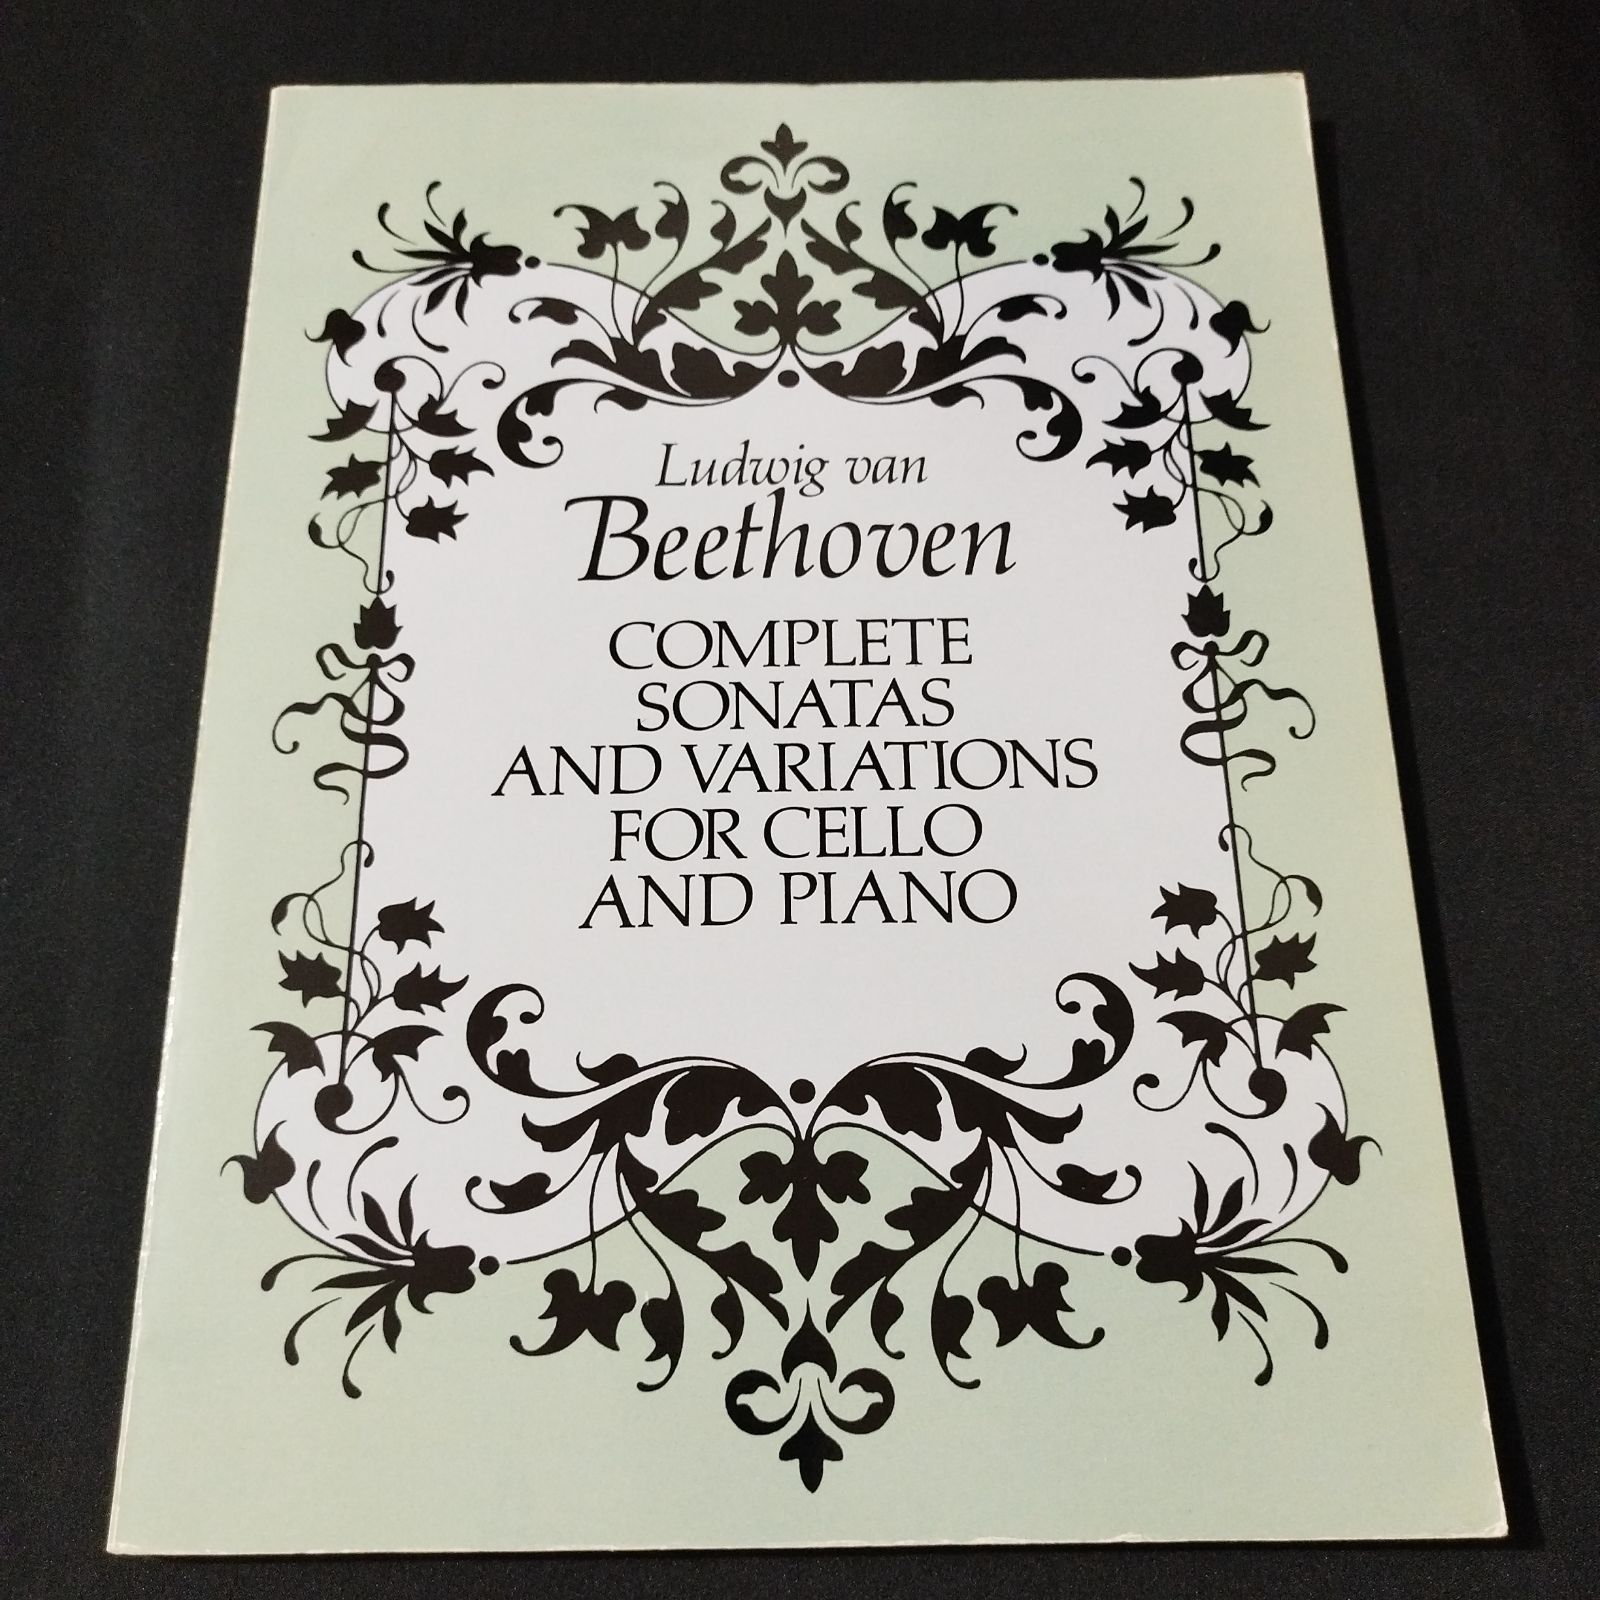 Ludwig van
Beethoven
COMPLETE
SONATAS
AND VARIATIONS
FOR CELLO
AND PIANO